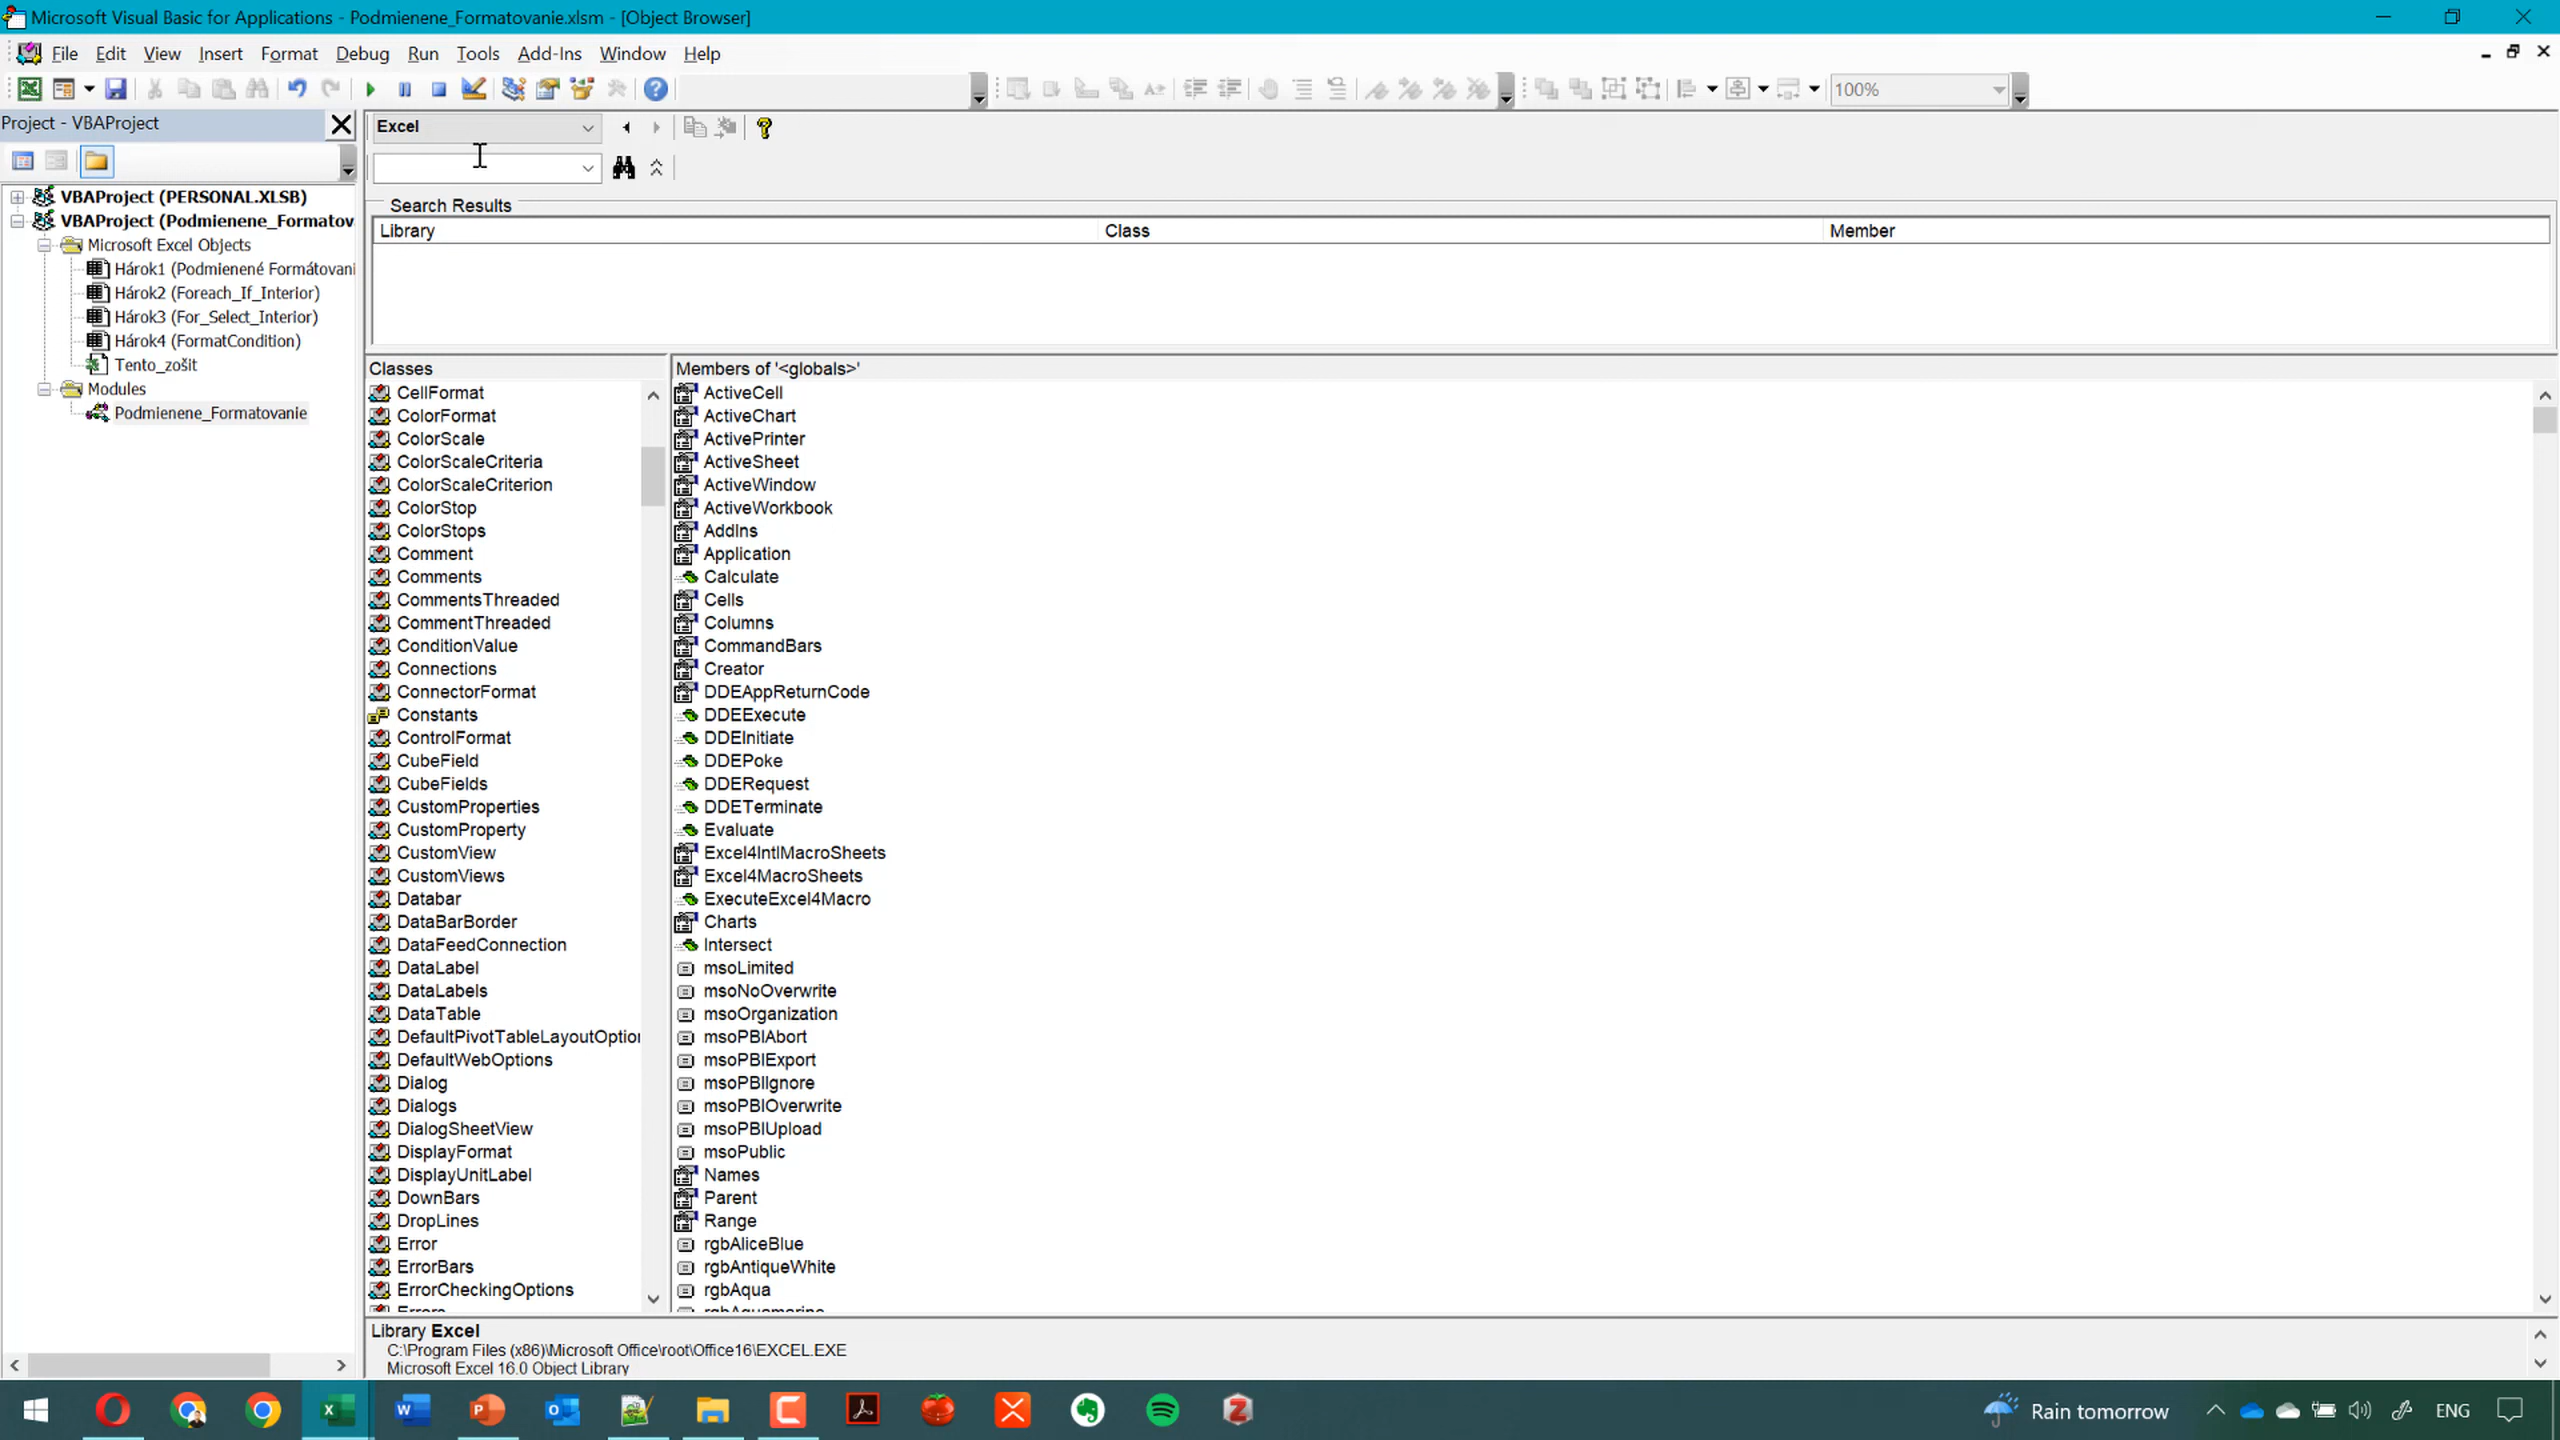 Microsoft Visual Basic for Applications - Podmienene_Formatovanie.xlsm - [Object Browser]
File Edit View Insert Format Debug Run Tools Add-Ins Window Help
100%
Project - VBAProject
VBAProject (PERSONAL.XLSB)
VBAProject (Podmienene_Formatov
Microsoft Excel Objects
Hárok1 (Podmienené Formátovani
Hárok2 (Foreach_If_Interior)
Hárok3 (For_Select_Interior)
Hárok4 (FormatCondition)
Tento_zošit
Modules
Podmienene_Formatovanie
Excel
Search Results
Library Class Member
Classes
CellFormat
ColorFormat
ColorScale
ColorScaleCriteria
ColorScaleCriterion
ColorStop
ColorStops
Comment
Comments
CommentsThreaded
CommentThreaded
ConditionValue
Connections
ConnectorFormat
Constants
ControlFormat
CubeField
CubeFields
CustomProperties
CustomProperty
CustomView
CustomViews
Databar
DataBarBorder
DataFeedConnection
DataLabel
DataLabels
DataTable
DefaultPivotTableLayoutOption
DefaultWebOptions
Dialog
Dialogs
DialogSheetView
DisplayFormat
DisplayUnitLabel
DownBars
DropLines
Error
ErrorBars
ErrorCheckingOptions
Members of '<globals>'
ActiveCell
ActiveChart
ActivePrinter
ActiveSheet
ActiveWindow
ActiveWorkbook
AddIns
Application
Calculate
Cells
Columns
CommandBars
Creator
DDEAppReturnCode
DDEExecute
DDEInitiate
DDEPoke
DDERequest
DDETerminate
Evaluate
Excel4IntlMacroSheets
Excel4MacroSheets
ExecuteExcel4Macro
Charts
Intersect
msoLimited
msoNoOverwrite
msoOrganization
msoPBIAbort
msoPBIExport
msoPBIIgnore
msoPBIOverwrite
msoPBIUpload
msoPublic
Names
Parent
Range
rgbAliceBlue
rgbAntiqueWhite
rgbAqua
Library Excel
C:\Program Files (x86)\Microsoft Office\root\Office16\EXCEL.EXE
Microsoft Excel 16.0 Object Library
Rain tomorrow
ENG